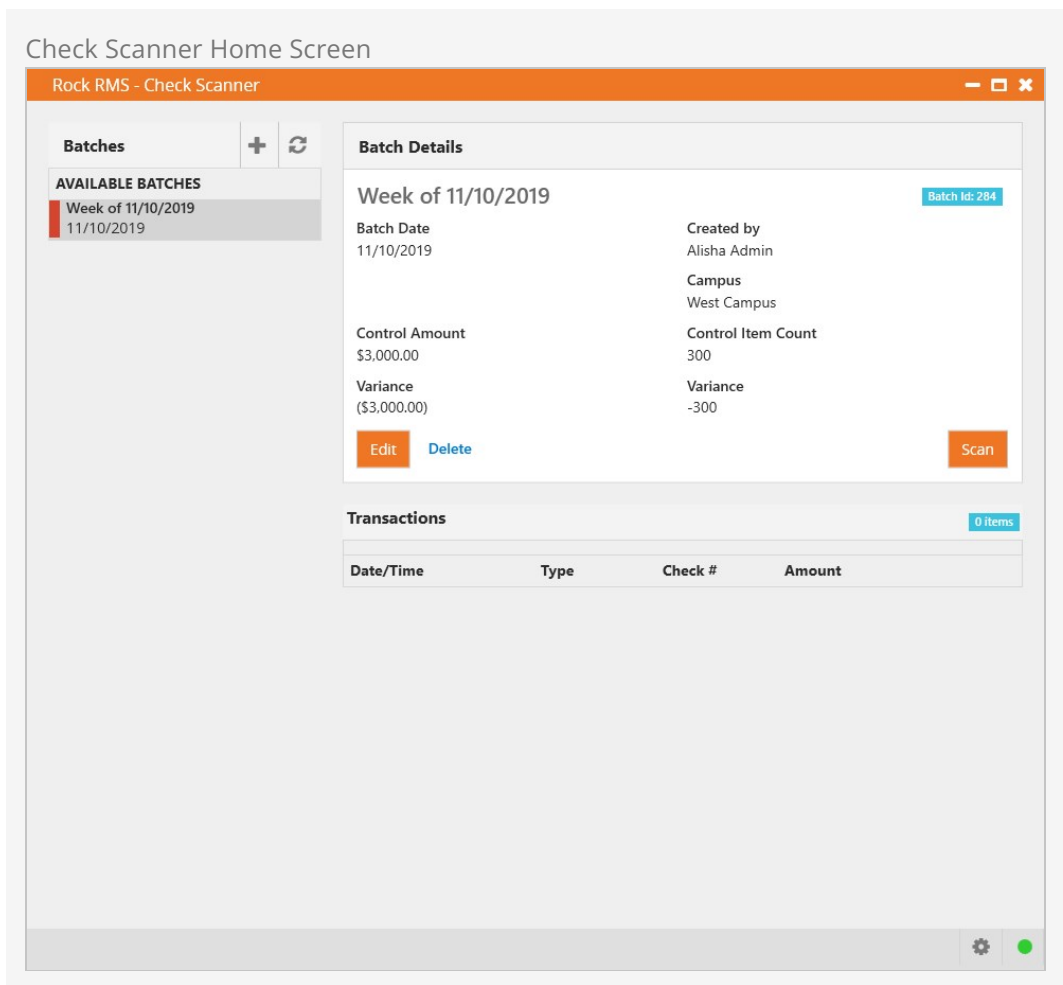 Check Scanner Home Screen
Rock RMS - Check Scanner
Batches
AVAILABLE BATCHES
Week of 11/10/2019
11/10/2019
Batch Details
Week of 11/10/2019
Batch Id: 284
Batch Date
11/10/2019
Created by
Alisha Admin
Campus
West Campus
Control Amount
$3,000.00
Control Item Count
300
Variance
($3,000.00)
Variance
-300
Edit
Delete
Scan
Transactions
0 items
Date/Time Type Check # Amount